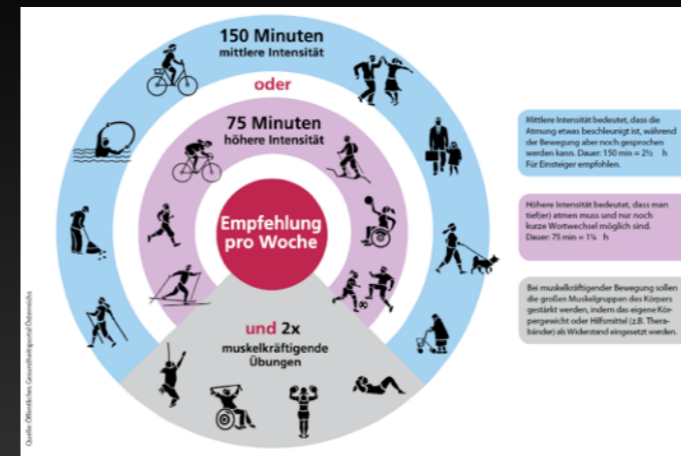 150 Minuten
mittlere Intensität
oder
75 Minuten
höhere Intensität
Empfehlung
pro Woche
und 2x
muskelkräftigende
Übungen
Mittlere Intensität bedeutet, dass die
Atmung etwas beschleunigt ist, während
der Bewegung aber noch gesprochen
werden kann. Dauer: 150 min = 2½ h
Für Einsteiger empfohlen.
Höhere Intensität bedeutet, dass man
tief(er) atmen muss und nur noch
kurze Wortwechsel möglich sind.
Dauer: 75 min = 1¼ h
Bei muskelkräftigender Bewegung sollen
die großen Muskelgruppen des Körpers
gestärkt werden, indem das eigene Kör-
pergewicht oder Hilfsmittel (z.B. Thera-
bänder) als Widerstand eingesetzt werden.
Quelle: Öffentliches Gesundheitsportal Österreichs